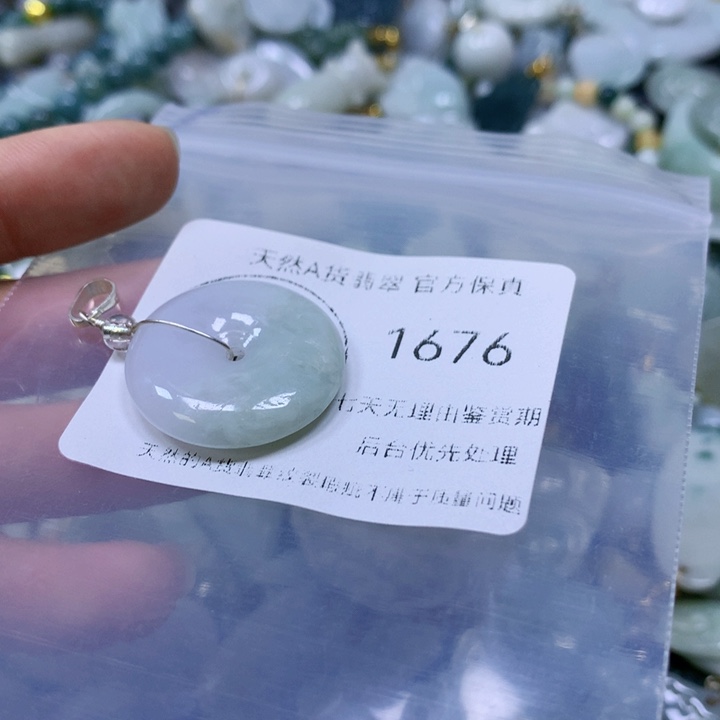 天然A货翡翠 官方保真
1676
七天无理由鉴赏期
后台优先处理
天然的A货 不属于质量问题